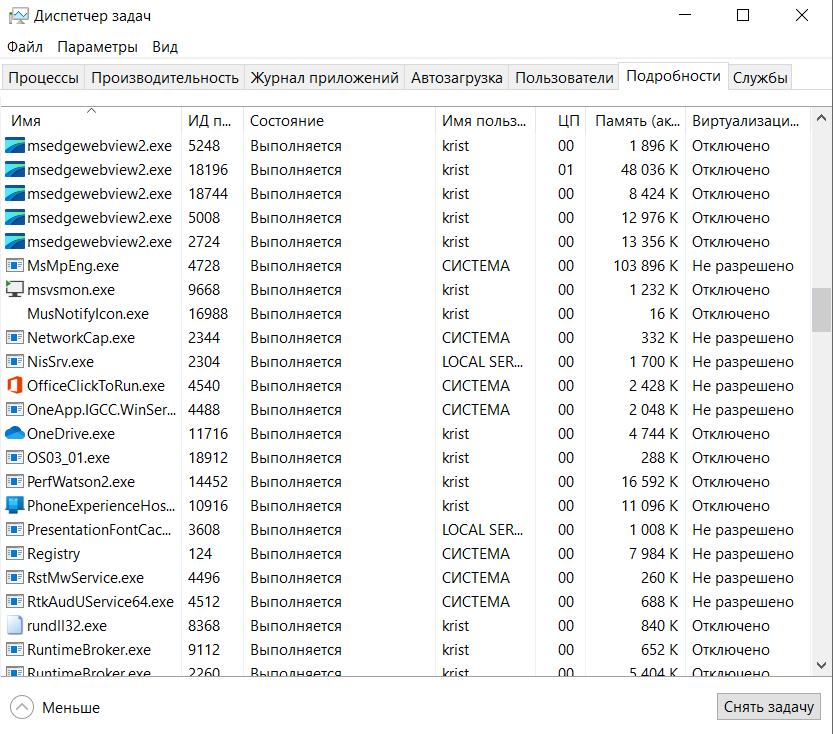 Диспетчер задач
Файл Параметры Вид
Процессы Производительность Журнал приложений Автозагрузка Пользователи Подробности Службы
Имя ИД п... Состояние Имя польз... ЦП Память (ак... Виртуализаци...
msedgewebview2.exe 5248 Выполняется krist 00 1 896 K Отключено
msedgewebview2.exe 18196 Выполняется krist 01 48 036 K Отключено
msedgewebview2.exe 18744 Выполняется krist 00 8 424 K Отключено
msedgewebview2.exe 5008 Выполняется krist 00 12 976 K Отключено
msedgewebview2.exe 2724 Выполняется krist 00 13 356 K Отключено
MsMpEng.exe 4728 Выполняется СИСТЕМА 00 103 896 K Не разрешено
msvsmon.exe 9668 Выполняется krist 00 1 232 K Отключено
MusNotifyIcon.exe 16988 Выполняется krist 00 16 K Отключено
NetworkCap.exe 2344 Выполняется СИСТЕМА 00 332 K Не разрешено
NisSrv.exe 2304 Выполняется LOCAL SER... 00 1 700 K Не разрешено
OfficeClickToRun.exe 4540 Выполняется СИСТЕМА 00 2 428 K Не разрешено
OneApp.IGCC.WinSer... 4488 Выполняется СИСТЕМА 00 2 048 K Не разрешено
OneDrive.exe 11716 Выполняется krist 00 4 744 K Отключено
OS03_01.exe 18912 Выполняется krist 00 288 K Отключено
PerfWatson2.exe 14452 Выполняется krist 00 16 592 K Отключено
PhoneExperienceHos... 10916 Выполняется krist 00 11 096 K Отключено
PresentationFontCac... 3608 Выполняется LOCAL SER... 00 1 008 K Не разрешено
Registry 124 Выполняется СИСТЕМА 00 7 984 K Не разрешено
RstMwService.exe 4496 Выполняется СИСТЕМА 00 260 K Не разрешено
RtkAudUService64.exe 4512 Выполняется СИСТЕМА 00 688 K Не разрешено
rundll32.exe 8368 Выполняется krist 00 840 K Отключено
RuntimeBroker.exe 9112 Выполняется krist 00 652 K Отключено
RuntimeBroker.exe 2260 Выполняется krist 00 5 404 K Отключено
Меньше Снять задачу